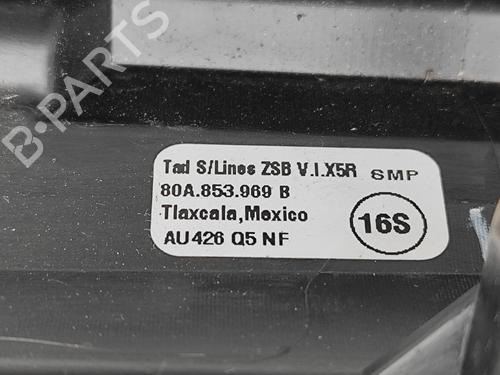 B-PARTS
Tad S/Lines ZSB V.I.X5R SMP
80A.853.969 B
Tlaxcala,Mexico
16S
AU426 Q5 NF